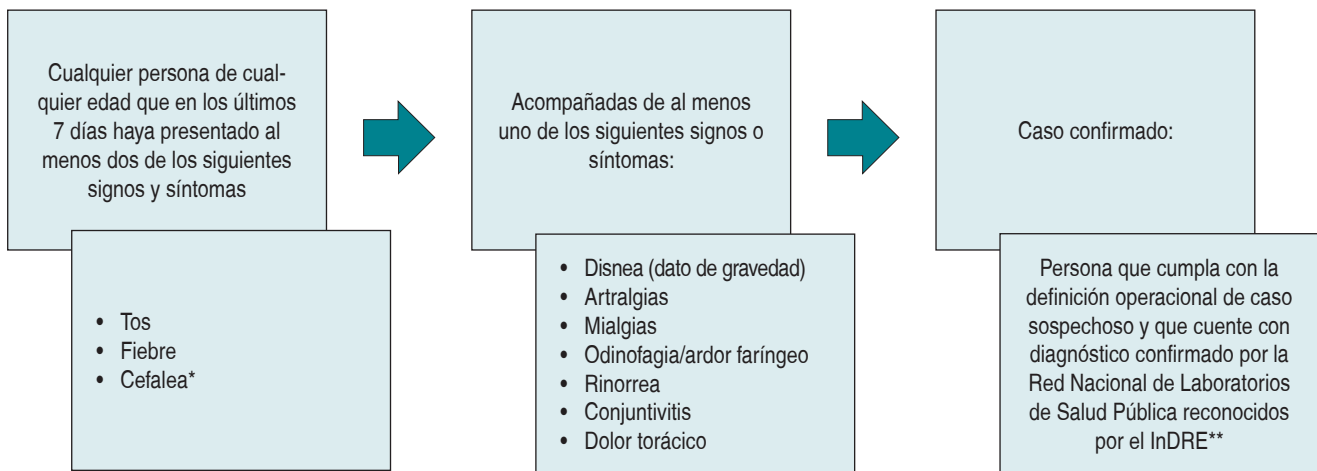 Cualquier persona de cual-
quier edad que en los últimos
7 días haya presentado al
menos dos de los siguientes
signos y síntomas
• Tos
• Fiebre
• Cefalea*
Acompañadas de al menos
uno de los siguientes signos o
síntomas:
• Disnea (dato de gravedad)
• Artralgias
• Mialgias
• Odinofagia/ardor faríngeo
• Rinorrea
• Conjuntivitis
• Dolor torácico
Caso confirmado:
Persona que cumpla con la
definición operacional de caso
sospechoso y que cuente con
diagnóstico confirmado por la
Red Nacional de Laboratorios
de Salud Pública reconocidos
por el InDRE**